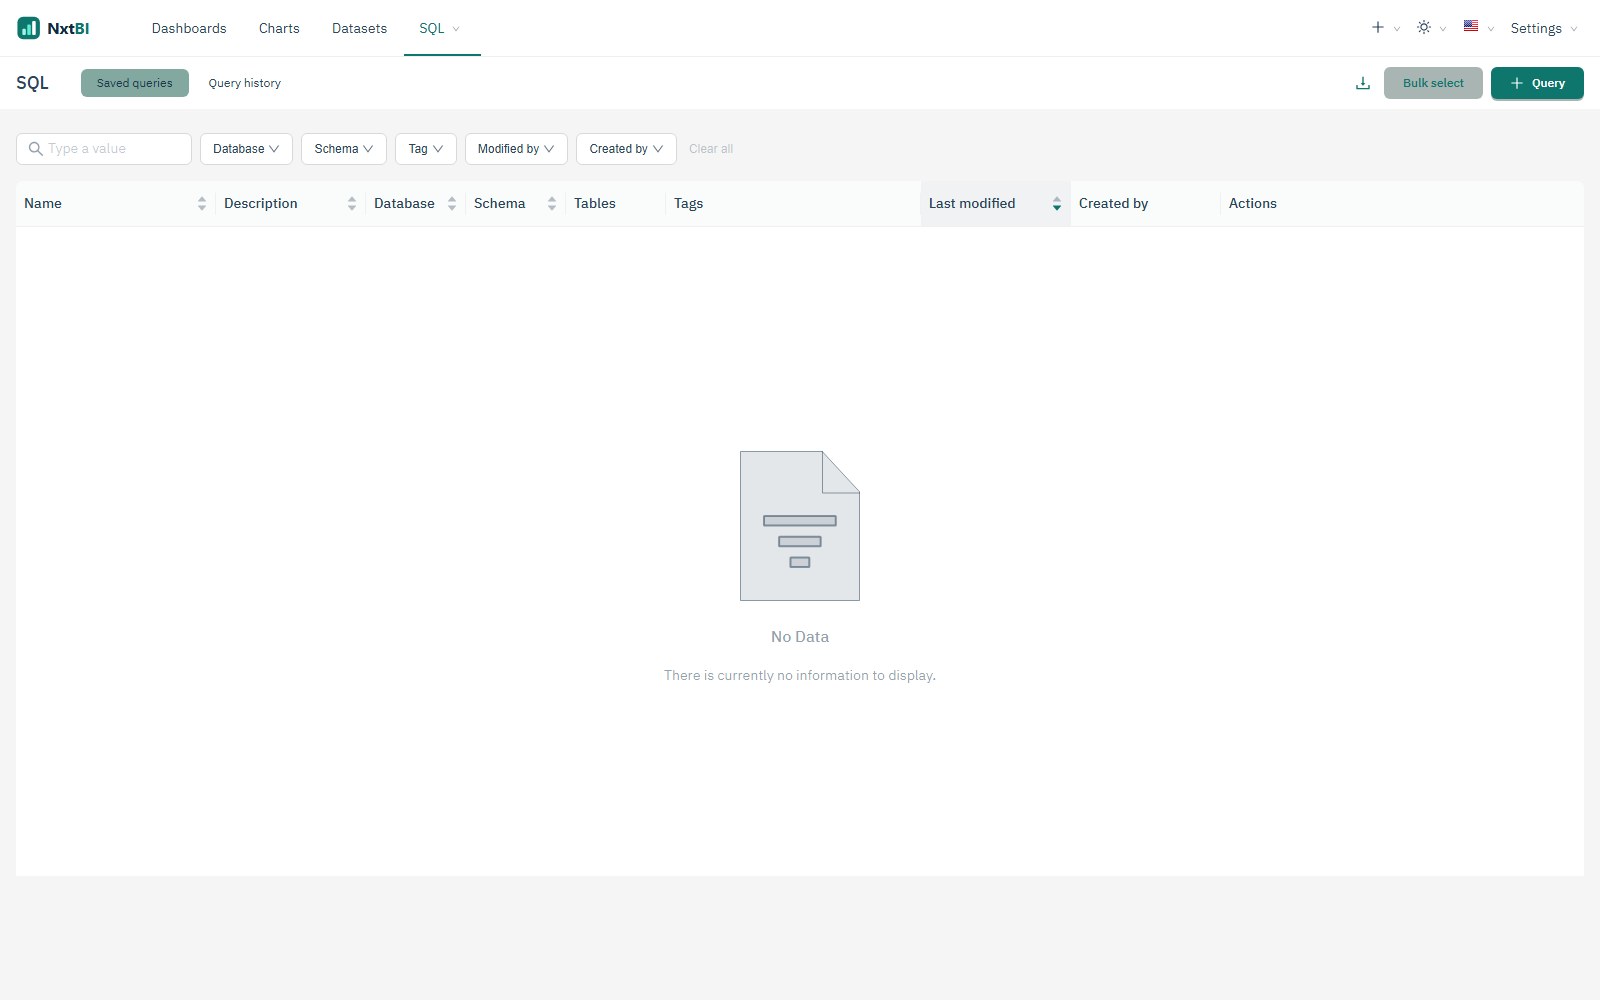 NxtBI
Dashboards
Charts
Datasets
SQL
Settings
SQL
Saved queries
Query history
Bulk select
Query
Type a value
Database
Schema
Tag
Modified by
Created by
Clear all
Name
Description
Database
Schema
Tables
Tags
Last modified
Created by
Actions
No Data
There is currently no information to display.